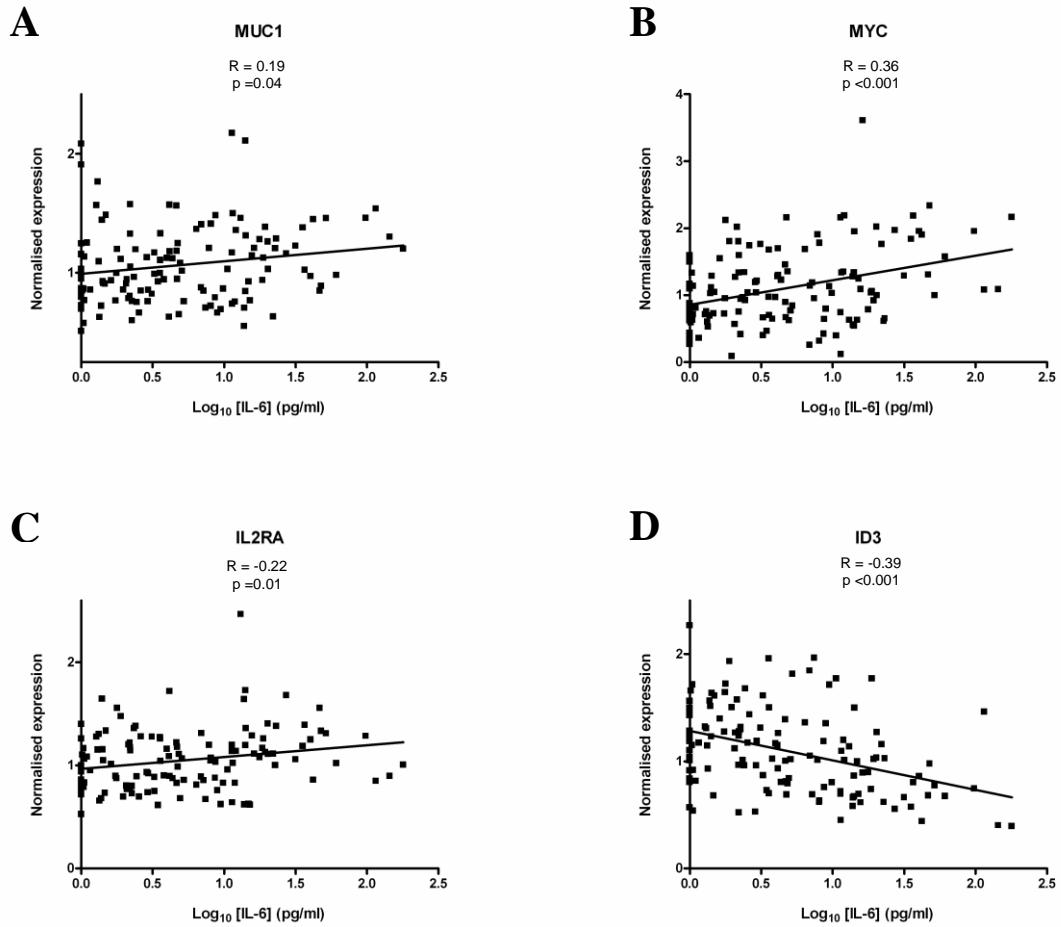 A
MUC1
R = 0.19
p =0.04
Normalised expression
2
1
0.0 0.5 1.0 1.5 2.0 2.5
Log10 [IL-6] (pg/ml)
B
MYC
R = 0.36
p <0.001
Normalised expression
4
3
2
1
0
0.0 0.5 1.0 1.5 2.0 2.5
Log10 [IL-6] (pg/ml)
C
IL2RA
R = -0.22
p =0.01
Normalised expression
2
1
0
0.0 0.5 1.0 1.5 2.0 2.5
Log10 [IL-6] (pg/ml)
D
ID3
R = -0.39
p <0.001
Normalised expression
2
1
0
0.0 0.5 1.0 1.5 2.0 2.5
Log10 [IL-6] (pg/ml)